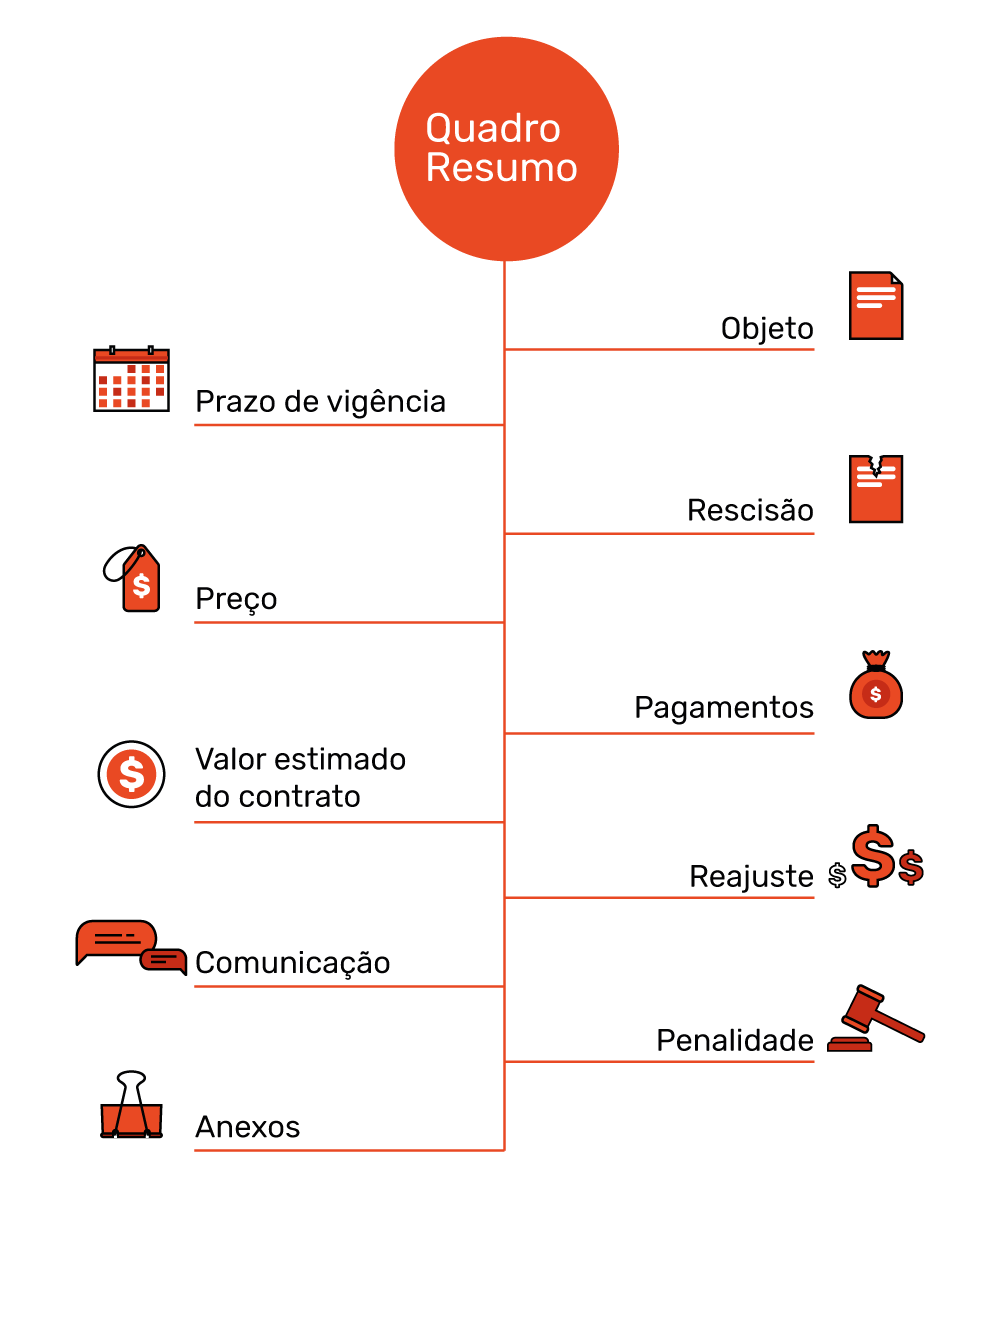 Quadro
Resumo
Objeto
Prazo de vigência
Rescisão
Preço
Pagamentos
Valor estimado
do contrato
Reajuste
Comunicação
Penalidade
Anexos